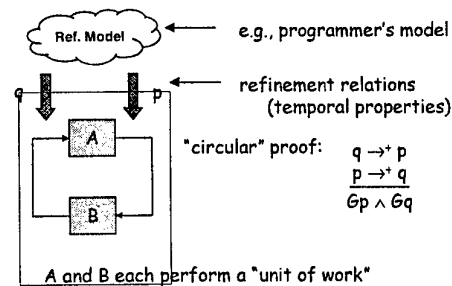 Ref. Model
e.g., programmer's model
q
p
refinement relations
(temporal properties)
A
"circular" proof:
q →⁺ p
p →⁺ q
Gp ∧ Gq
B
A and B each perform a "unit of work"